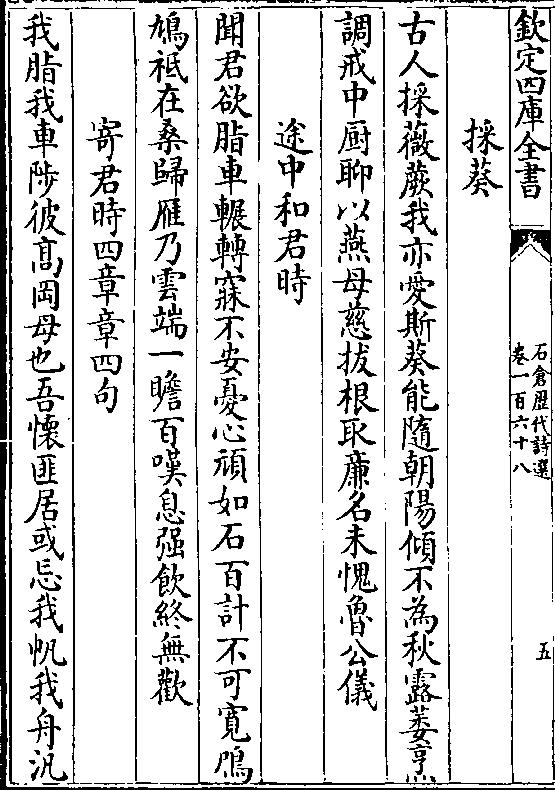 欽定四庫全書
石倉歴代詩選
卷一百六十八
五
採葵
古人採薇蕨我亦愛斯葵能隨朝陽傾不為秋露萎亨
調戒中厨聊以燕母慈拔根取㢘名未愧魯公儀
途中和君時
聞君欲脂車輾轉寐不安憂心頑如石百計不可寛鳲
鳩祗在桑歸雁乃雲端一瞻百嘆息强飲終無歡
寄君時四章章四句
我脂我車陟彼髙岡母也吾懷匪居或忘我帆我舟汎